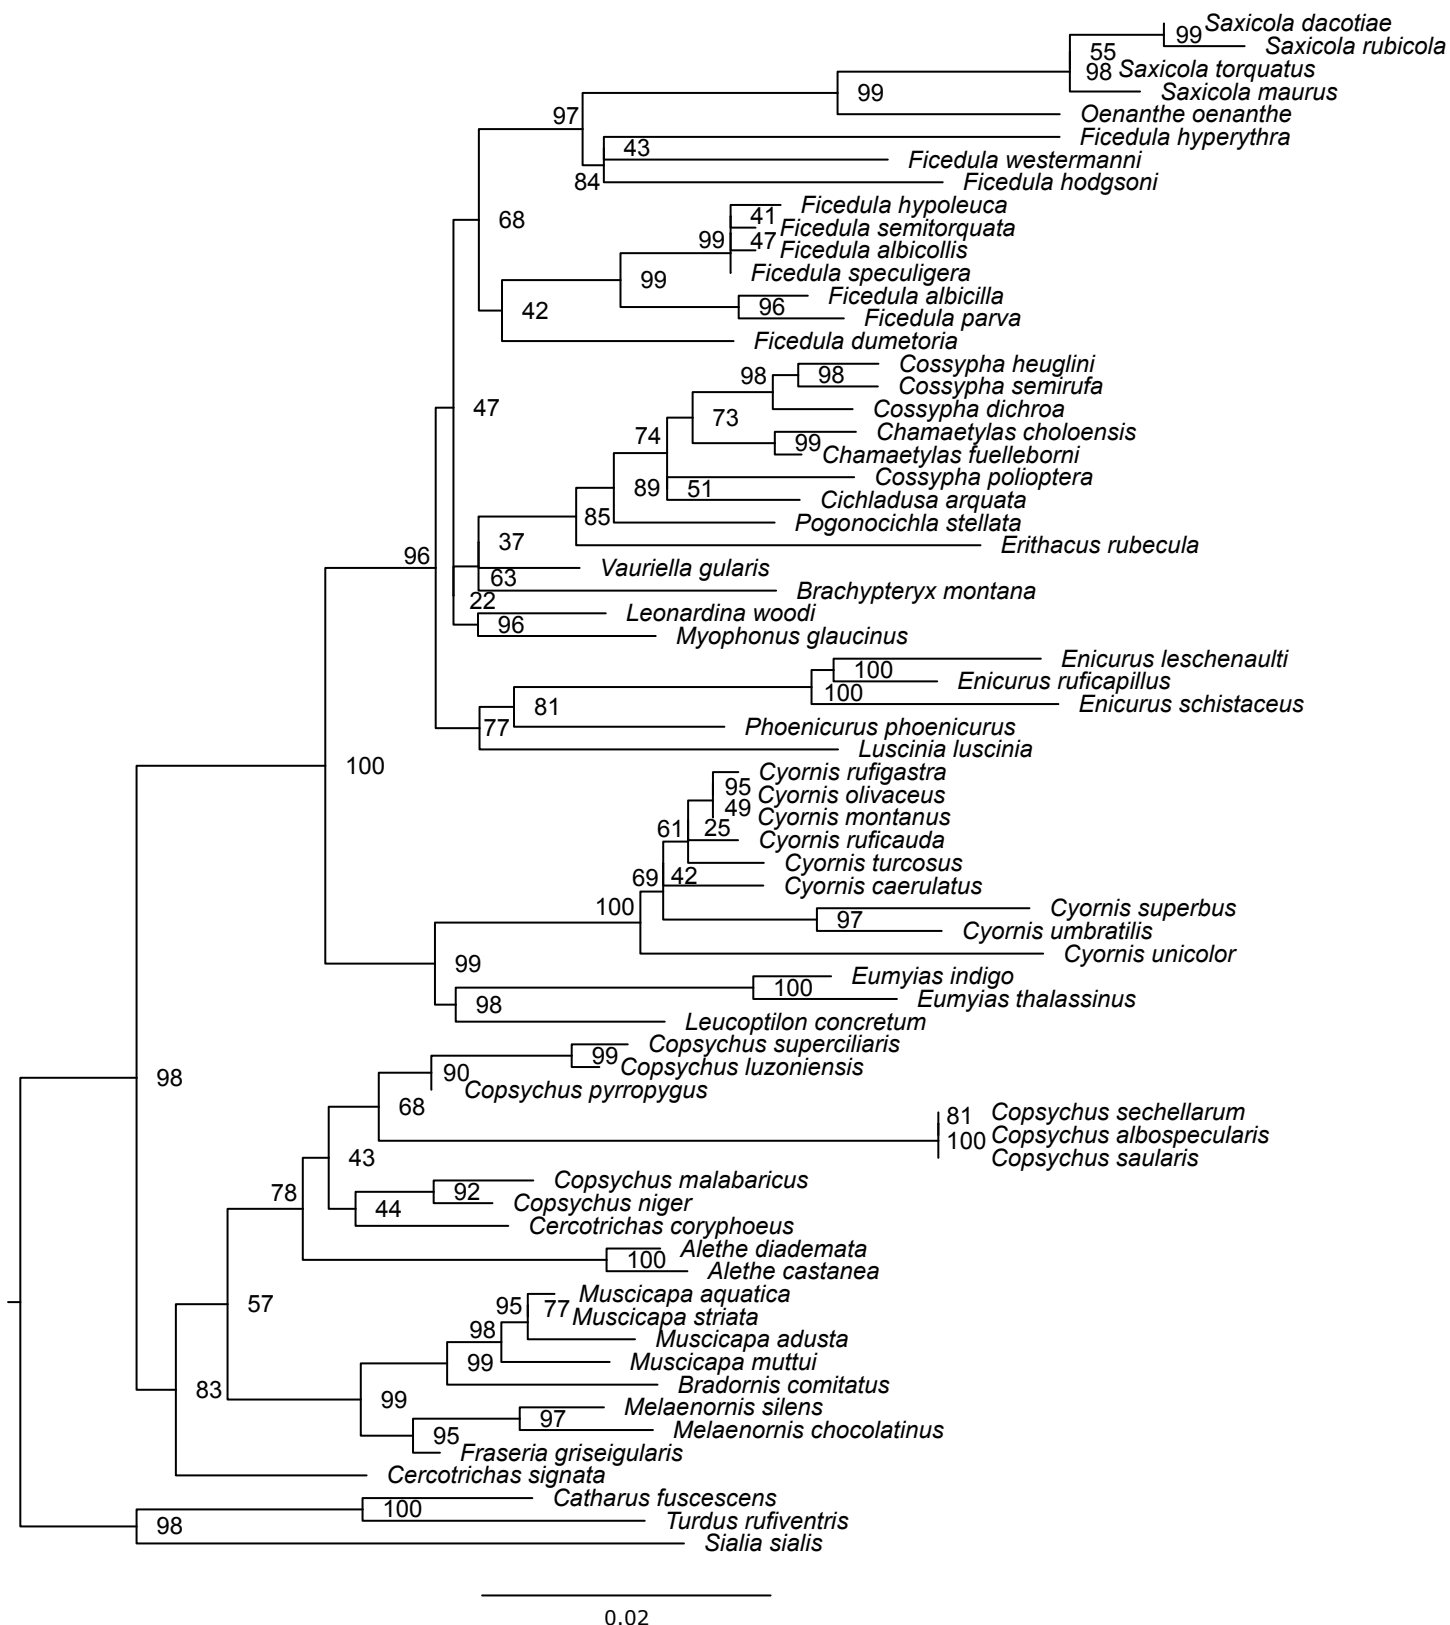 99 Saxicola dacotiae
Saxicola rubicola
55
98 Saxicola torquatus
Saxicola maurus
99
Oenanthe oenanthe
97
Ficedula hyperythra
43
Ficedula westermanni
84
Ficedula hodgsoni
Ficedula hypoleuca
41
68
Ficedula semitorquata
99
47 Ficedula albicollis
Ficedula speculigera
99
Ficedula albicilla
96
42
Ficedula parva
Ficedula dumetoria
Cossypha heuglini
98
98
Cossypha semirufa
47
Cossypha dichroa
73
Chamaetylas choloensis
74
99
Chamaetylas fuelleborni
Cossypha polioptera
89
51
Cichladusa arquata
85
Pogonocichla stellata
37
Erithacus rubecula
96
Vauriella gularis
63
Brachypteryx montana
22
Leonardina woodi
96
Myophonus glaucinus
Enicurus leschenaulti
100
Enicurus ruficapillus
100
Enicurus schistaceus
81
77
Phoenicurus phoenicurus
Luscinia luscinia
100
Cyornis rufigastra
95
Cyornis olivaceus
49
Cyornis montanus
61
25
Cyornis ruficauda
Cyornis turcosus
69
42
Cyornis caerulatus
100
Cyornis superbus
97
Cyornis umbratilis
Cyornis unicolor
99
Eumyias indigo
100
98
Eumyias thalassinus
Leucoptilon concretum
Copsychus superciliaris
99
Copsychus luzoniensis
98
90
Copsychus pyrropygus
68
81 Copsychus sechellarum
100 Copsychus albospecularis
Copsychus saularis
43
Copsychus malabaricus
78
92
Copsychus niger
44
Cercotrichas coryphoeus
Alethe diademata
100
Alethe castanea
57
Muscicapa aquatica
95
77
Muscicapa striata
98
Muscicapa adusta
99
Muscicapa muttui
83
Bradornis comitatus
99
Melaenornis silens
97
Melaenornis chocolatinus
95
Fraseria griseigularis
Cercotrichas signata
Catharus fuscescens
100
98
Turdus rufiventris
Sialia sialis
0.02